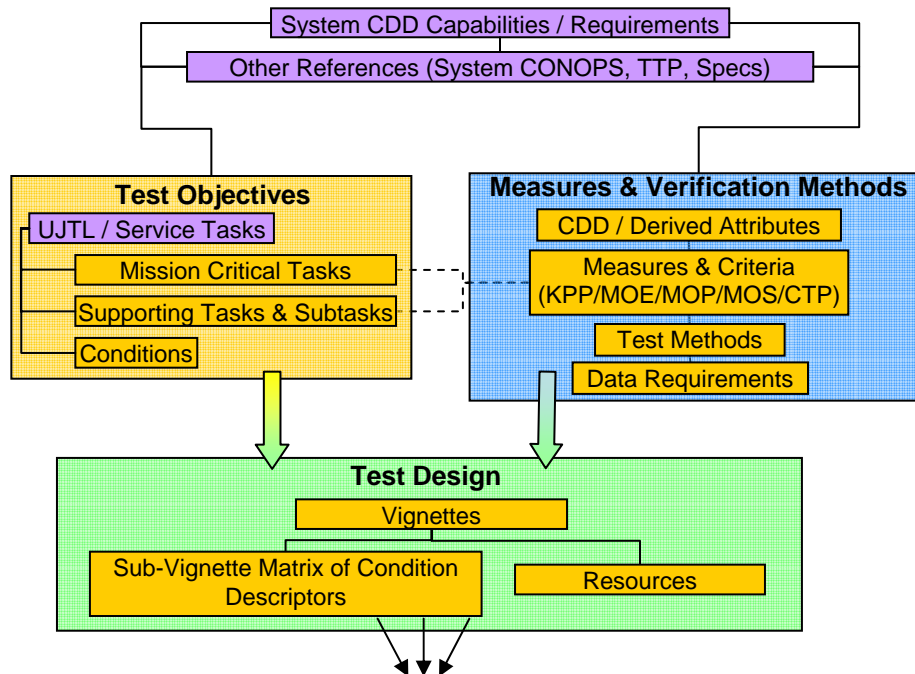 System CDD Capabilities / Requirements
Other References (System CONOPS, TTP, Specs)
Test Objectives
UJTL / Service Tasks
Mission Critical Tasks
Supporting Tasks & Subtasks
Conditions
Measures & Verification Methods
CDD / Derived Attributes
Measures & Criteria
(KPP/MOE/MOP/MOS/CTP)
Test Methods
Data Requirements
Test Design
Vignettes
Sub-Vignette Matrix of Condition
Descriptors
Resources